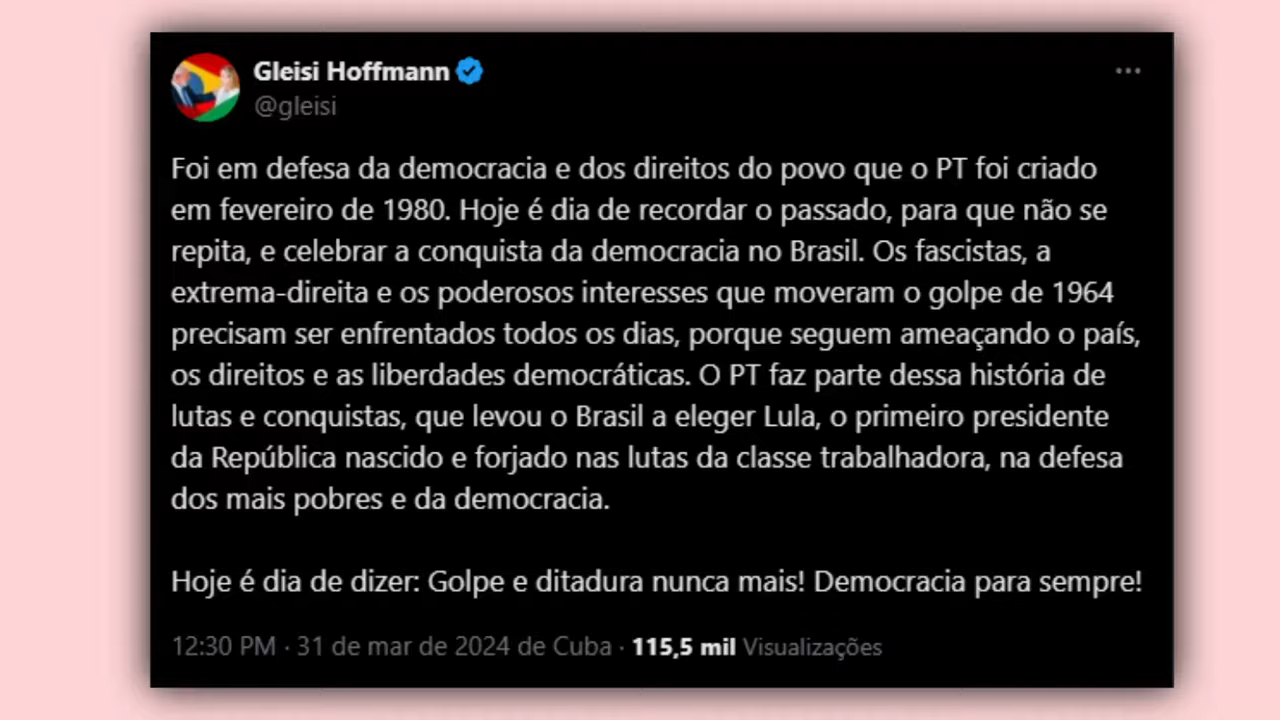 Gleisi Hoffmann
@gleisi
Foi em defesa da democracia e dos direitos do povo que o PT foi criado
em fevereiro de 1980. Hoje é dia de recordar o passado, para que não se
repita, e celebrar a conquista da democracia no Brasil. Os fascistas, a
extrema-direita e os poderosos interesses que moveram o golpe de 1964
precisam ser enfrentados todos os dias, porque seguem ameaçando o país,
os direitos e as liberdades democráticas. O PT faz parte dessa história de
lutas e conquistas, que levou o Brasil a eleger Lula, o primeiro presidente
da República nascido e forjado nas lutas da classe trabalhadora, na defesa
dos mais pobres e da democracia.
Hoje é dia de dizer: Golpe e ditadura nunca mais! Democracia para sempre!
12:30 PM · 31 de mar de 2024 de Cuba · 115,5 mil Visualizações